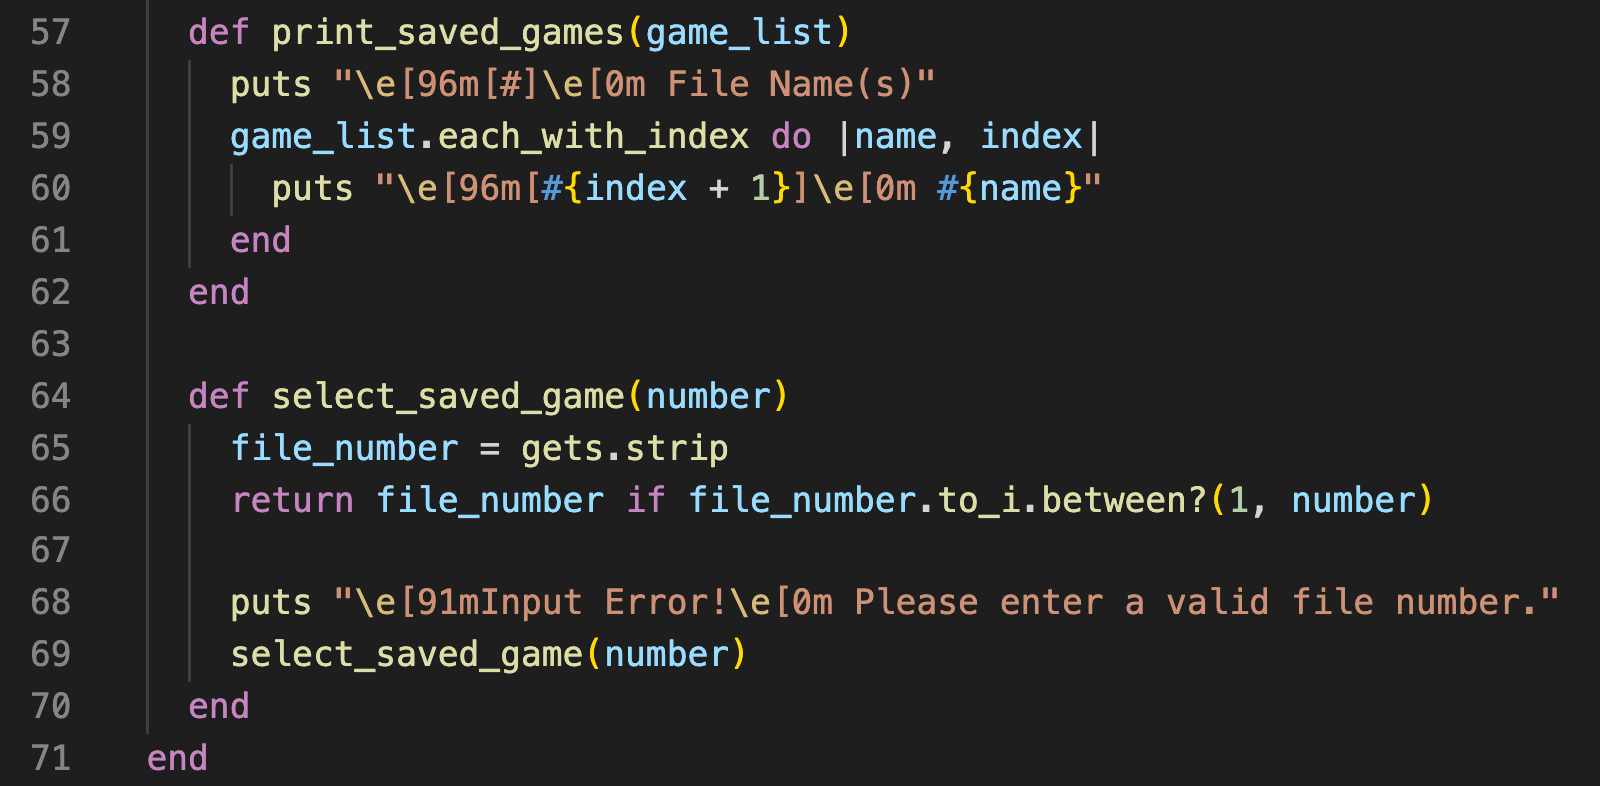 57 def print_saved_games(game_list)
58 puts "\e[96m[#]\e[0m File Name(s)"
59 game_list.each_with_index do |name, index|
60 puts "\e[96m[#{index + 1}]\e[0m #{name}"
61 end
62 end
63
64 def select_saved_game(number)
65 file_number = gets.strip
66 return file_number if file_number.to_i.between?(1, number)
67
68 puts "\e[91mInput Error!\e[0m Please enter a valid file number."
69 select_saved_game(number)
70 end
71 end